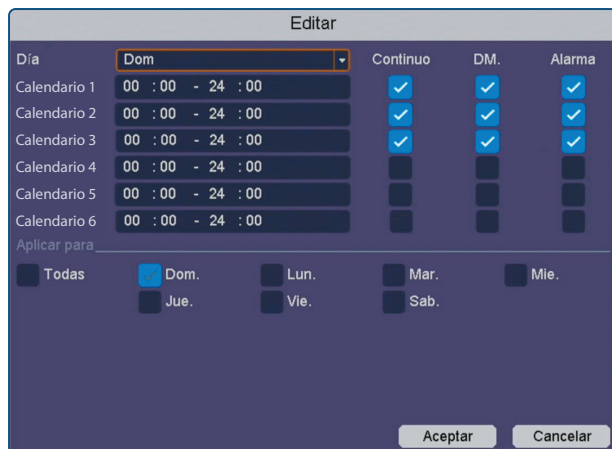 Editar
Día Dom Continuo DM. Alarma
Calendario 1 00 :00 - 24 :00
Calendario 2 00 :00 - 24 :00
Calendario 3 00 :00 - 24 :00
Calendario 4 00 :00 - 24 :00
Calendario 5 00 :00 - 24 :00
Calendario 6 00 :00 - 24 :00
Aplicar para
Todas Dom. Lun. Mar. Mie.
Jue. Vie. Sab.
Aceptar Cancelar